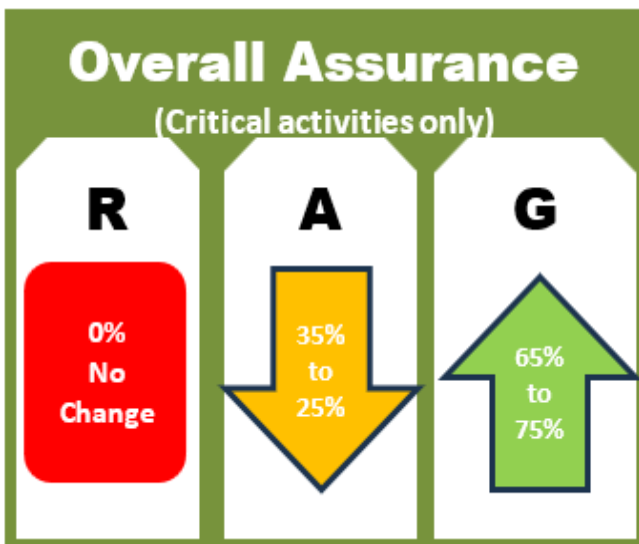 Overall Assurance
(Critical activities only)
R
0%
No
Change
A
35%
to
25%
G
65%
to
75%